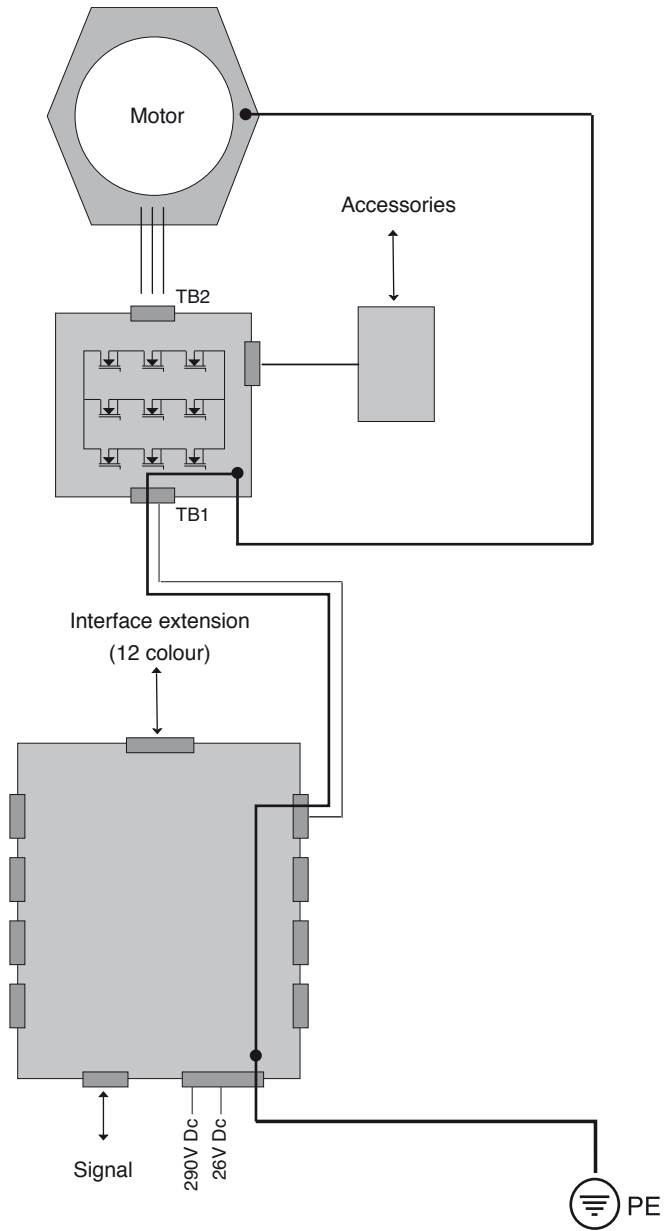 Motor
Accessories
TB2
TB1
Interface extension
(12 colour)
290V Dc
26V Dc
Signal
PE